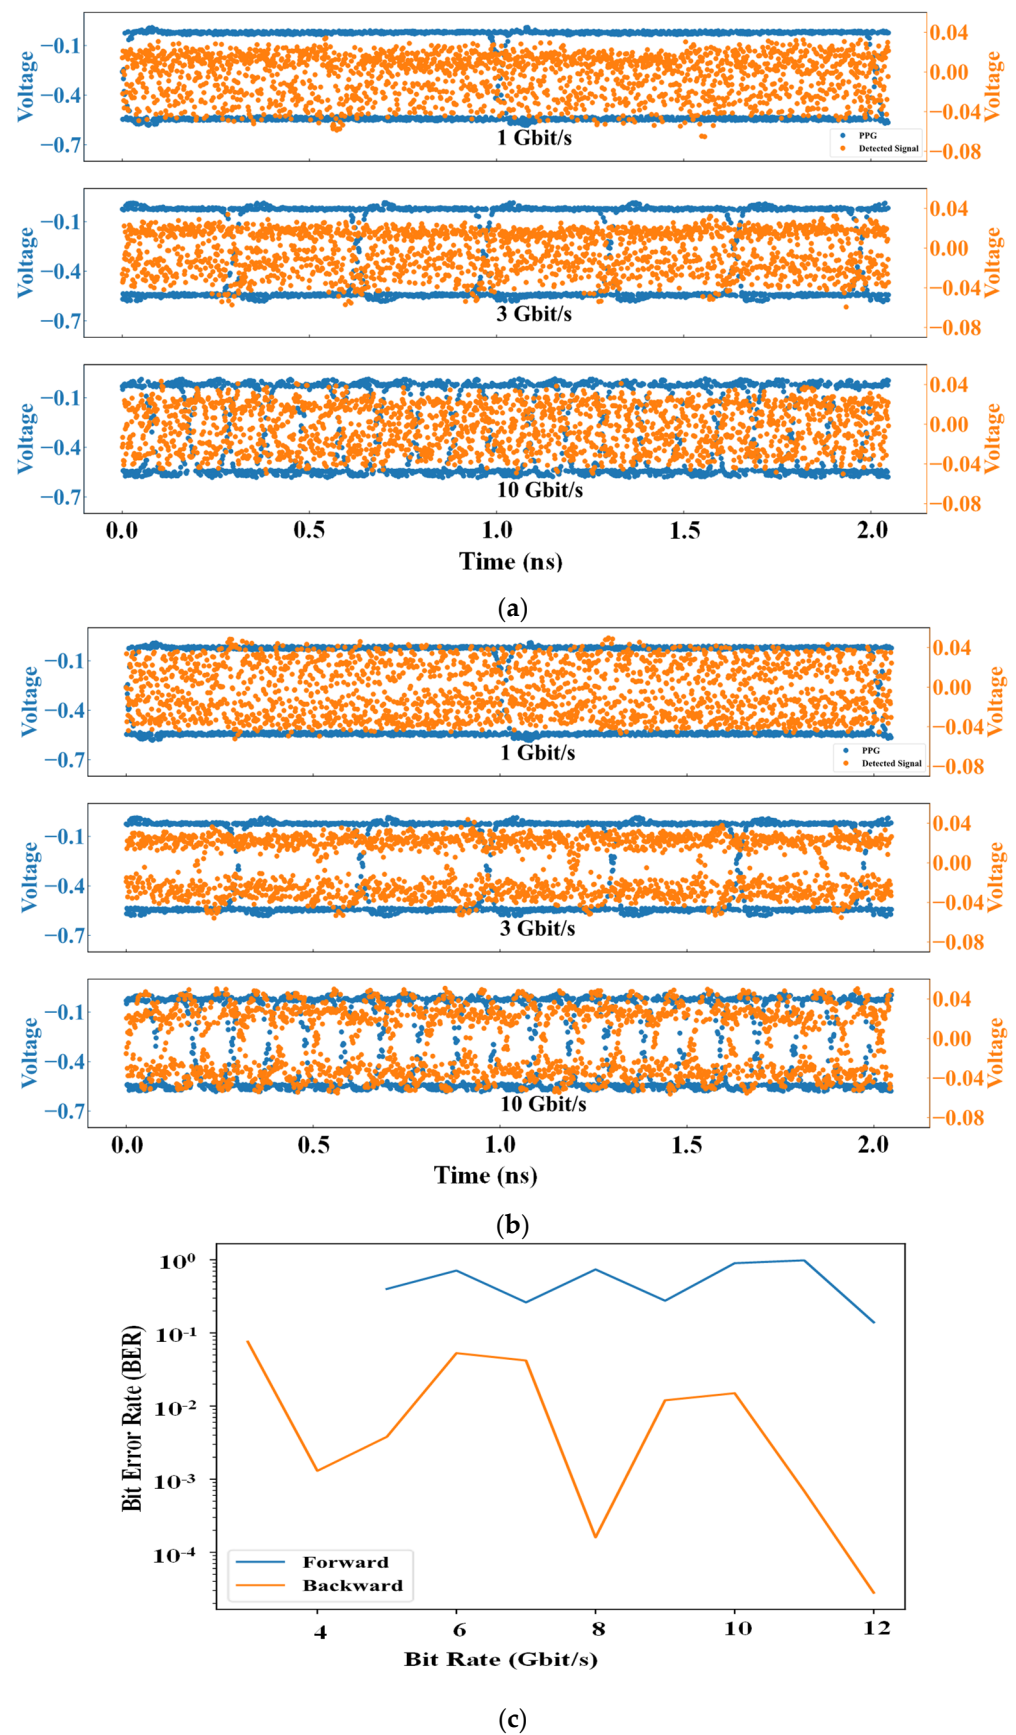 Voltage
−0.1
−0.4
−0.7
0.04
0.00
−0.04
−0.08
Voltage
1 Gbit/s
PPG
Detected Signal
Voltage
−0.1
−0.4
−0.7
0.04
0.00
−0.04
−0.08
Voltage
3 Gbit/s
Voltage
−0.1
−0.4
−0.7
0.04
0.00
−0.04
−0.08
Voltage
10 Gbit/s
0.0 0.5 1.0 1.5 2.0
Time (ns)
(a)
Voltage
−0.1
−0.4
−0.7
0.04
0.00
−0.04
−0.08
Voltage
1 Gbit/s
PPG
Detected Signal
Voltage
−0.1
−0.4
−0.7
0.04
0.00
−0.04
−0.08
Voltage
3 Gbit/s
Voltage
−0.1
−0.4
−0.7
0.04
0.00
−0.04
−0.08
Voltage
10 Gbit/s
0.0 0.5 1.0 1.5 2.0
Time (ns)
(b)
Bit Error Rate (BER)
10⁰
10⁻¹
10⁻²
10⁻³
10⁻⁴
Forward
Backward
4 6 8 10 12
Bit Rate (Gbit/s)
(c)